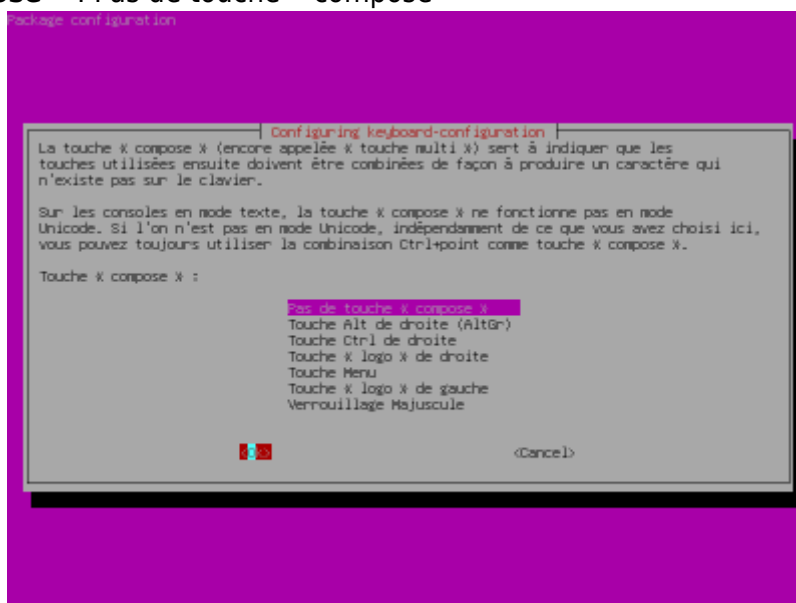 Package configuration
Configuring keyboard-configuration
La touche « compose » (encore appelée « touche multi ») sert à indiquer que les
touches utilisées ensuite doivent être combinées de façon à produire un caractère qui
n'existe pas sur le clavier.
Sur les consoles en mode texte, la touche « compose » ne fonctionne pas en mode
Unicode. Si l'on n'est pas en mode Unicode, indépendamment de ce que vous avez choisi ici,
vous pouvez toujours utiliser la combinaison Ctrl+point comme touche « compose ».
Touche « compose » :
Pas de touche « compose »
Touche Alt de droite (AltGr)
Touche Ctrl de droite
Touche « logo » de droite
Touche Menu
Touche « logo » de gauche
Verrouillage Majuscule
<Ok> <Cancel>